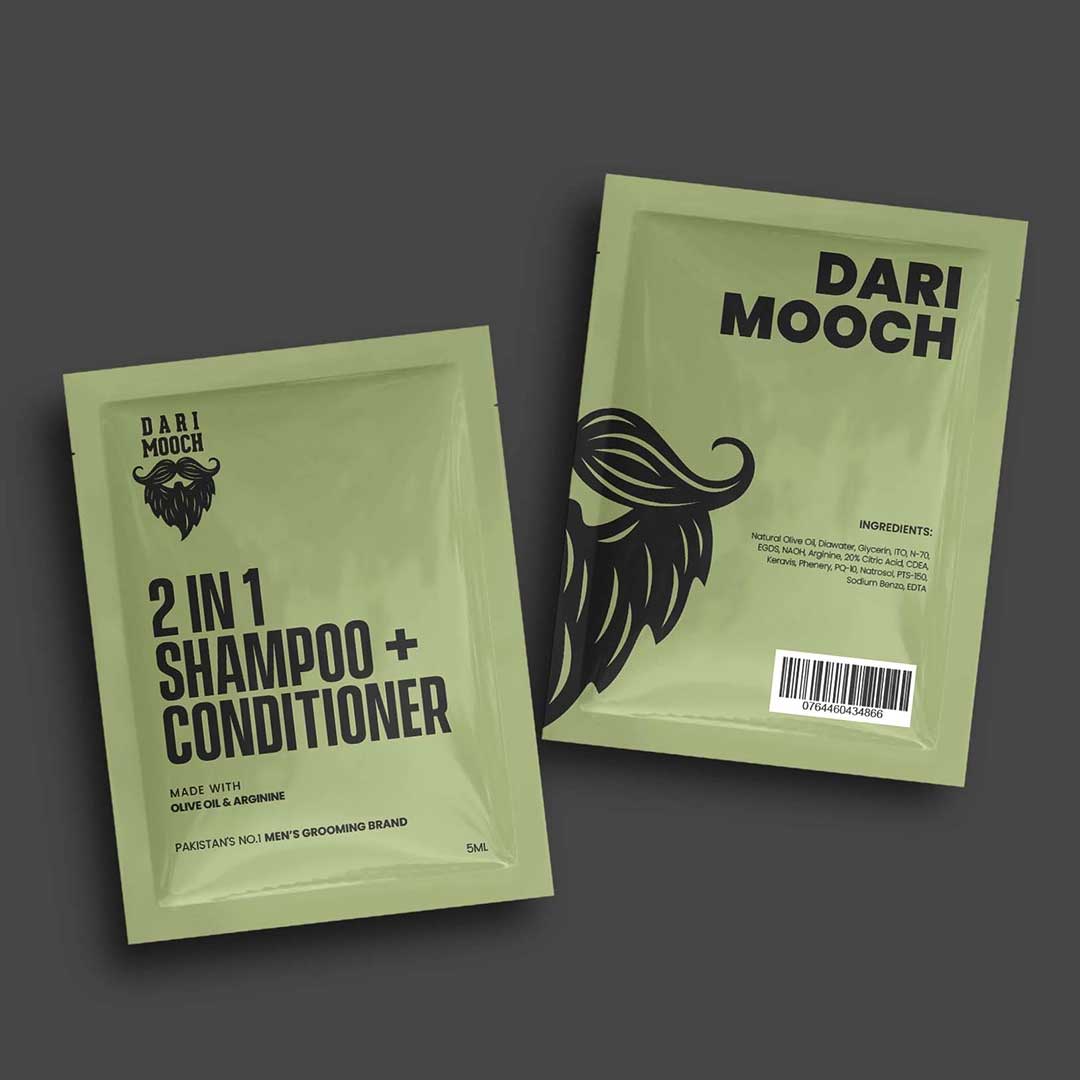 DARI
MOOCH
2 IN 1
SHAMPOO +
CONDITIONER
MADE WITH
OLIVE OIL & ARGININE
PAKISTAN'S NO.1 MEN'S GROOMING BRAND
5ML
DARI
MOOCH
INGREDIENTS:
Natural Olive Oil, Diawater, Glycerin, ITO, N-70,
EGDS, NAOH, Arginine, 20% Citric Acid, CDEA,
Keravis, Phenery, PQ-10, Natrosol, PTS-150,
Sodium Benzo, EDTA
0764460434866